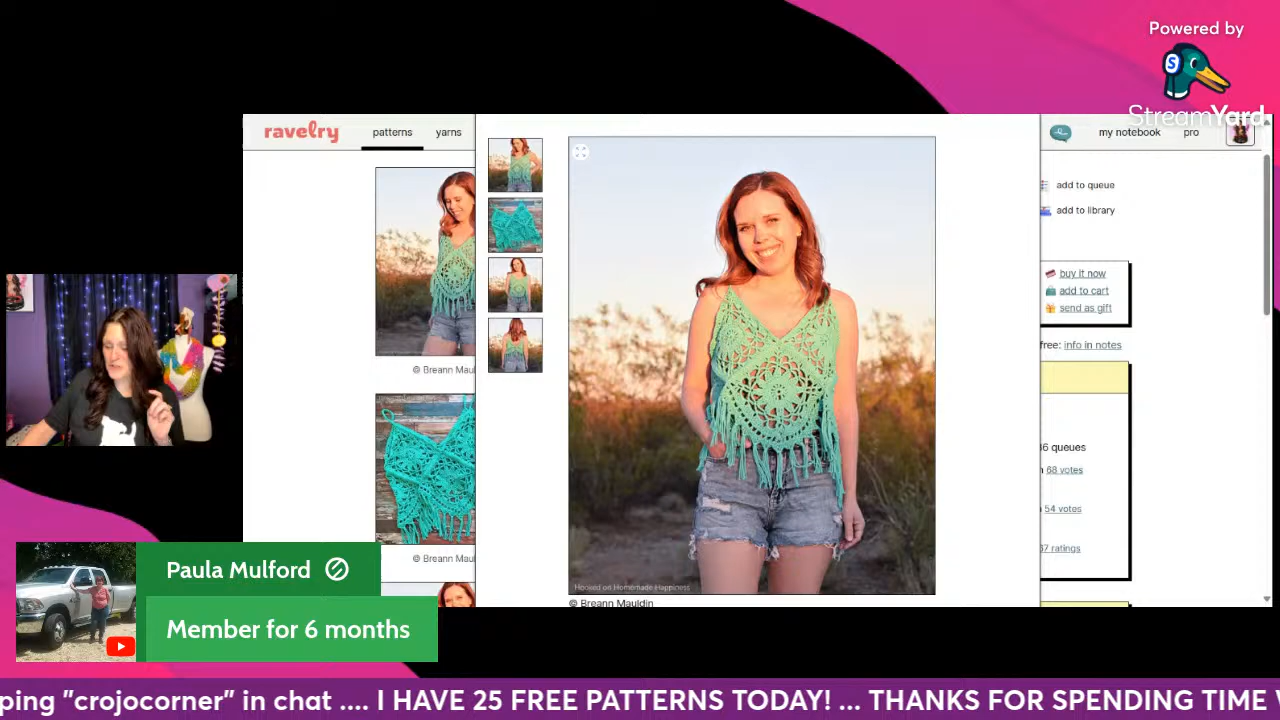 Powered by
StreamYard
ravelry
patterns
yarns
my notebook
pro
add to queue
add to library
buy it now
add to cart
send as gift
free: info in notes
© Breann Maul
6 queues
68 votes
54 votes
7 ratings
© Breann Maul
Hooked on Homemade Happiness
© Breann Mauldin
Paula Mulford
Member for 6 months
ping "crojocorner" in chat .... I HAVE 25 FREE PATTERNS TODAY! ... THANKS FOR SPENDING TIME